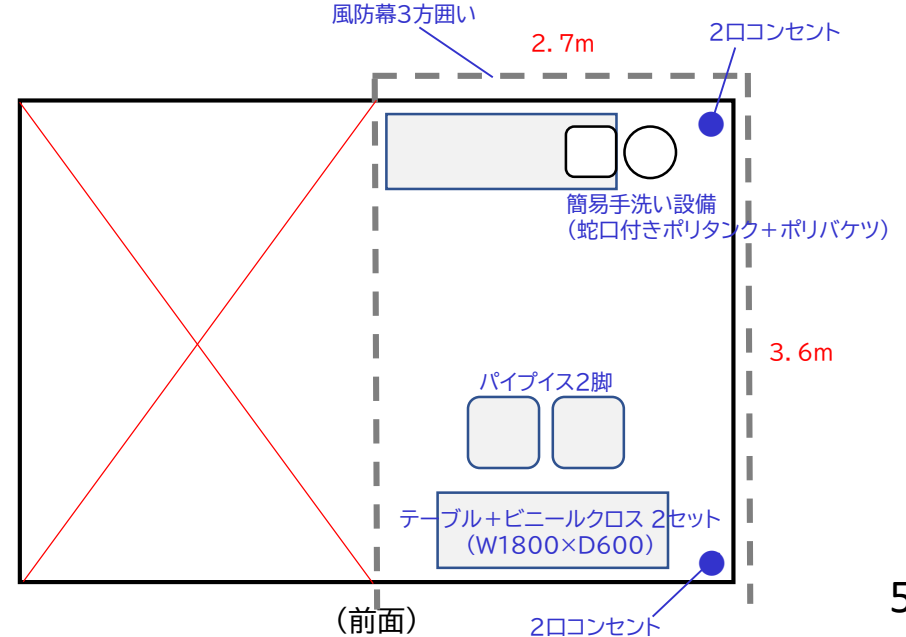 風防幕3方囲い
2.7m
2口コンセント
簡易手洗い設備
（蛇口付きポリタンク＋ポリバケツ）
3.6m
パイプイス2脚
テーブル＋ビニールクロス 2セット
（W1800×D600）
（前面）
2口コンセント
5